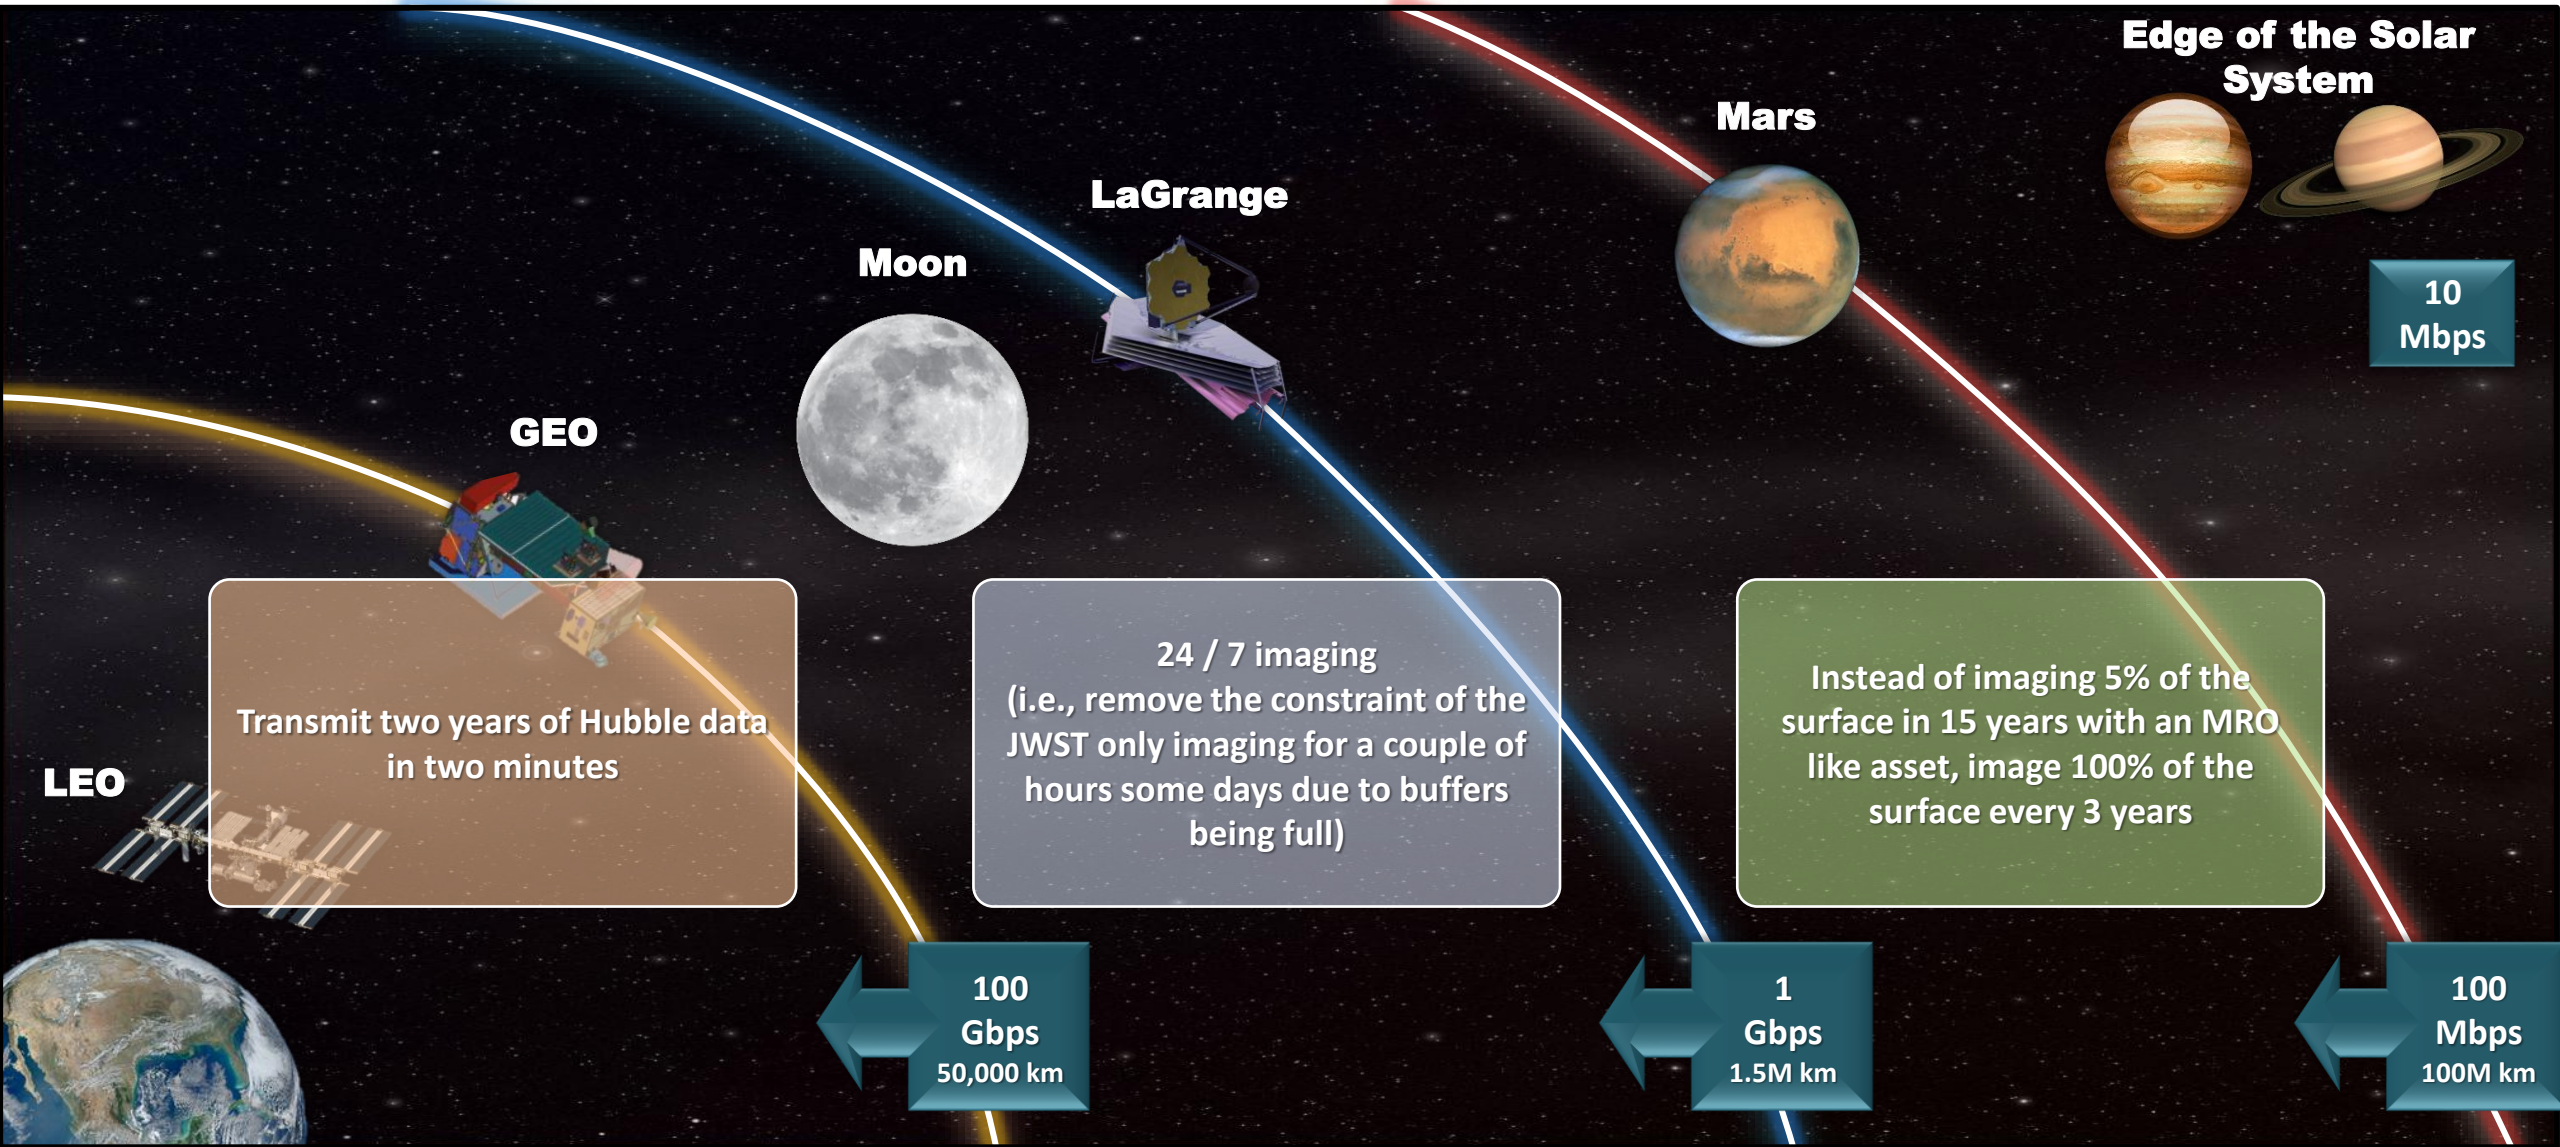 Edge of the Solar
System
Mars
LaGrange
Moon
10
Mbps
GEO
LEO
Transmit two years of Hubble data
in two minutes
24 / 7 imaging
(i.e., remove the constraint of the
JWST only imaging for a couple of
hours some days due to buffers
being full)
Instead of imaging 5% of the
surface in 15 years with an MRO
like asset, image 100% of the
surface every 3 years
100
Gbps
50,000 km
1
Gbps
1.5M km
100
Mbps
100M km